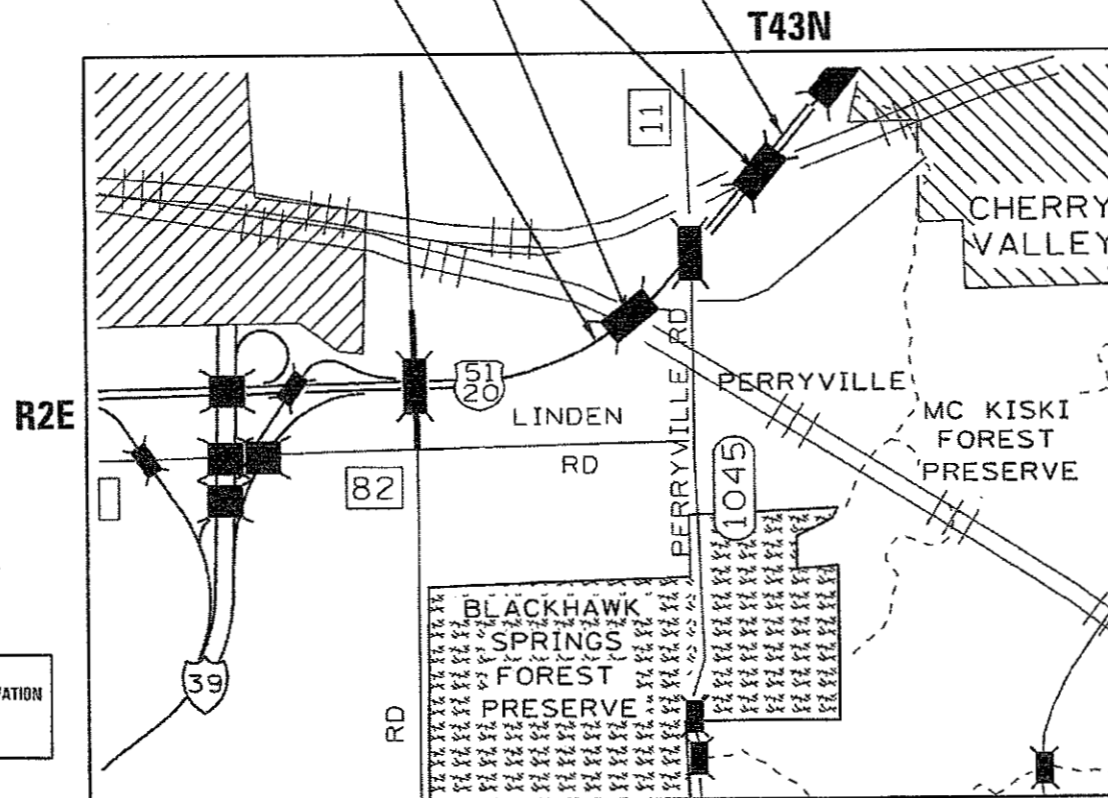 T43N
11
CHERRY
VALLEY
51
20
R2E
LINDEN
RD
PERRYVILLE RD
PERRYVILLE
MC KISKI
FOREST
PRESERVE
82
1045
BLACKHAWK
SPRINGS
FOREST
PRESERVE
39
RD